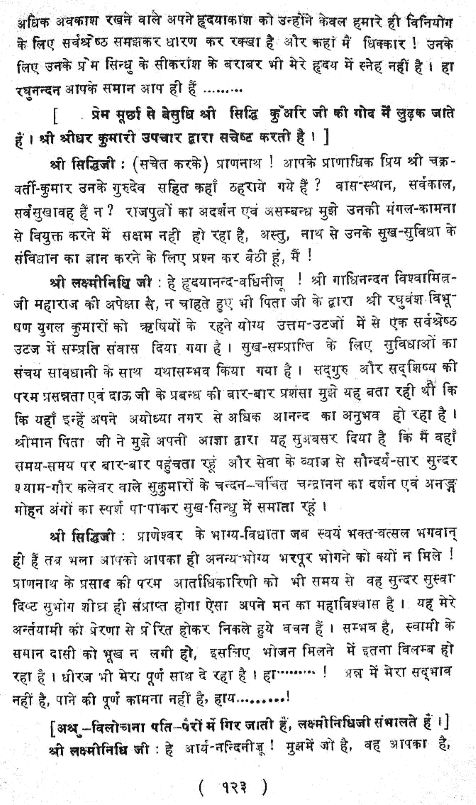 अधिक अवकाश रखने वाले अपने हृदयाकाश को उन्होंने केवल हमारे ही विनियोग
के लिए सर्वश्रेष्ठ समझकर धारण कर रक्खा है और कहां मैं धिक्कार ! उनके
लिए उनके प्रेम सिन्धु के सीकरांश के बराबर भी मेरे हृदय में स्नेह नहीं है । हा
रघुनन्दन आपके समान आप ही हैं .........
[ प्रेम मूर्छा से बेसुधि श्री सिद्धि कुँअरि जी की गोद में लुढ़क जाते
हैं । श्री श्रीधर कुमारी उपचार द्वारा सचेष्ट करती है । ]
श्री सिद्धिजी : (सचेत करके) प्राणनाथ ! आपके प्राणाधिक प्रिय श्री चक्र-
वर्ती-कुमार उनके गुरुदेव सहित कहाँ ठहराये गये हैं ? वास-स्थान, सर्वकाल,
सर्वसुखावह हैं न ? राजपुत्रों का अदर्शन एवं असम्बन्ध मुझे उनकी मंगल-कामना
से वियुक्त करने में सक्षम नहीं हो रहा है, अस्तु, नाथ से उनके सुख-सुविधा के
संविधान का ज्ञान करने के लिए प्रश्न कर बैठी हूं, मैं !
श्री लक्ष्मीनिधि जी : हे हृदयानन्द-वर्धिनीजू ! श्री गाधिनन्दन विश्वामित्र-
जी महाराज की अपेक्षा से, न चाहते हुए भी पिता जी के द्वारा श्री रघुवंश-विभू-
षण युगल कुमारों को ऋषियों के रहने योग्य उत्तम-उटजों में से एक सर्वश्रेष्ठ
उटज में सम्प्रति संवास दिया गया है । सुख-सम्प्राप्ति के लिए सुविधाओं का
संचय सावधानी के साथ यथासम्भव किया गया है । सद्गुरु और सद्शिष्य की
परम प्रसन्नता एवं दाऊ जी के प्रबन्ध की बार-बार प्रशंसा मुझे यह बता रही थी कि
कि यहाँ इन्हें अपने अयोध्या नगर से अधिक आनन्द का अनुभव हो रहा है ।
श्रीमान पिता जी ने मुझे अपनी आज्ञा द्वारा यह सुअवसर दिया है कि मैं वहाँ
समय-समय पर बार-बार पहुंचता रहूं और सेवा के व्याज से सौन्दर्य-सार सुन्दर
श्याम-गौर कलेवर वाले सुकुमारों के चन्दन-चर्चित चन्द्रानन का दर्शन एवं अनङ्ग
मोहन अंगों का स्पर्श पा पाकर सुख-सिन्धु में समाता रहूं ।
श्री सिद्धिजी : प्राणेश्वर के भाग्य-विधाता जब स्वयं भक्त-वत्सल भगवान्
ही हैं तब भला आपको आपका ही अनन्य-भोग्य भरपूर भोगने को क्यों न मिले !
प्राणनाथ के प्रसाद की परम आर्ताधिकारिणी को भी समय से वह सुन्दर सुस्वा-
दिष्ट सुभोग शीघ्र ही संप्राप्त होगा ऐसा अपने मन का महाविश्वास है । यह मेरे
अर्न्तयामी की प्रेरणा से प्रेरित होकर निकले हुये वचन हैं । सम्भव है, स्वामी के
समान दासी को भूख न लगी हो, इसलिए भोजन मिलने में इतना विलम्ब हो
रहा है । धीरज भी मेरा पूर्ण साथ दे रहा है । हा.........! प्रेम में मेरा सद्भाव
नहीं है, पाने की पूर्ण कामना नहीं है, हाय.........!
[अश्रु-विलोचना पति-पैरों में गिर जाती हैं, लक्ष्मीनिधिजी संभालते हैं ।]
श्री लक्ष्मीनिधि जी : हे आर्य-नन्दिनीजू ! मुझमें जो है, वह आपका है,
( १२३ )